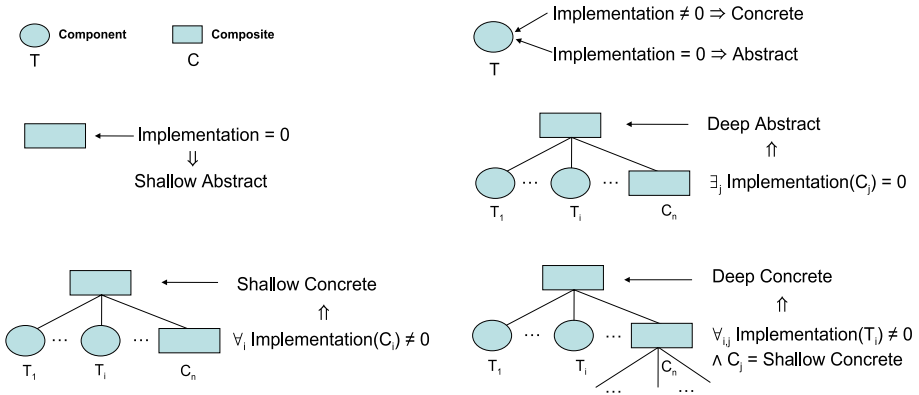 Component
T
Composite
C
Implementation ≠ 0 ⇒ Concrete
Implementation = 0 ⇒ Abstract
T
Implementation = 0
⇓
Shallow Abstract
Deep Abstract
⇑
∃j Implementation(Cj) = 0
T1 ... Ti ... Cn
Shallow Concrete
⇑
∀i Implementation(Ci) ≠ 0
T1 ... Ti ... Cn
Deep Concrete
⇑
∀i,j Implementation(Ti) ≠ 0
∧ Cj = Shallow Concrete
T1 ... Ti ... Cn
... ...